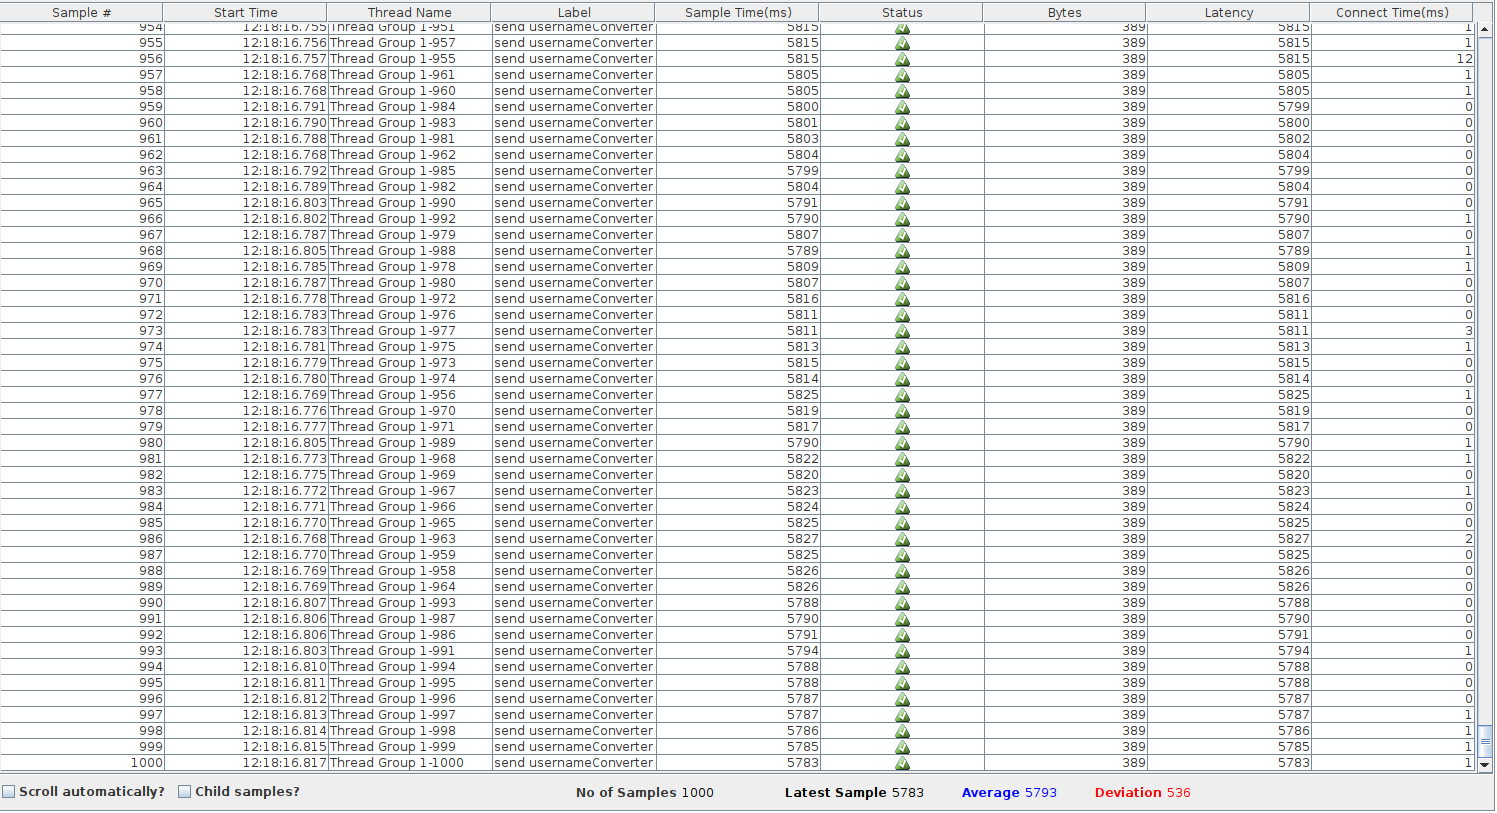 Sample # Start Time Thread Name Label Sample Time(ms) Status Bytes Latency Connect Time(ms)
954 12:18:16.755 Thread Group 1-951 send usernameConverter 5815 389 5815 1
955 12:18:16.756 Thread Group 1-957 send usernameConverter 5815 389 5815 1
956 12:18:16.757 Thread Group 1-955 send usernameConverter 5815 389 5815 12
957 12:18:16.768 Thread Group 1-961 send usernameConverter 5805 389 5805 1
958 12:18:16.768 Thread Group 1-960 send usernameConverter 5805 389 5805 1
959 12:18:16.791 Thread Group 1-984 send usernameConverter 5800 389 5799 0
960 12:18:16.790 Thread Group 1-983 send usernameConverter 5801 389 5800 0
961 12:18:16.788 Thread Group 1-981 send usernameConverter 5803 389 5802 0
962 12:18:16.768 Thread Group 1-962 send usernameConverter 5804 389 5804 0
963 12:18:16.792 Thread Group 1-985 send usernameConverter 5799 389 5799 0
964 12:18:16.789 Thread Group 1-982 send usernameConverter 5804 389 5804 0
965 12:18:16.803 Thread Group 1-990 send usernameConverter 5791 389 5791 0
966 12:18:16.802 Thread Group 1-992 send usernameConverter 5790 389 5790 1
967 12:18:16.787 Thread Group 1-979 send usernameConverter 5807 389 5807 0
968 12:18:16.805 Thread Group 1-988 send usernameConverter 5789 389 5789 1
969 12:18:16.785 Thread Group 1-978 send usernameConverter 5809 389 5809 1
970 12:18:16.787 Thread Group 1-980 send usernameConverter 5807 389 5807 0
971 12:18:16.778 Thread Group 1-972 send usernameConverter 5816 389 5816 0
972 12:18:16.783 Thread Group 1-976 send usernameConverter 5811 389 5811 0
973 12:18:16.783 Thread Group 1-977 send usernameConverter 5811 389 5811 3
974 12:18:16.781 Thread Group 1-975 send usernameConverter 5813 389 5813 1
975 12:18:16.779 Thread Group 1-973 send usernameConverter 5815 389 5815 0
976 12:18:16.780 Thread Group 1-974 send usernameConverter 5814 389 5814 0
977 12:18:16.769 Thread Group 1-956 send usernameConverter 5825 389 5825 1
978 12:18:16.776 Thread Group 1-970 send usernameConverter 5819 389 5819 0
979 12:18:16.777 Thread Group 1-971 send usernameConverter 5817 389 5817 0
980 12:18:16.805 Thread Group 1-989 send usernameConverter 5790 389 5790 1
981 12:18:16.773 Thread Group 1-968 send usernameConverter 5822 389 5822 1
982 12:18:16.775 Thread Group 1-969 send usernameConverter 5820 389 5820 0
983 12:18:16.772 Thread Group 1-967 send usernameConverter 5823 389 5823 1
984 12:18:16.771 Thread Group 1-966 send usernameConverter 5824 389 5824 0
985 12:18:16.770 Thread Group 1-965 send usernameConverter 5825 389 5825 0
986 12:18:16.768 Thread Group 1-963 send usernameConverter 5827 389 5827 2
987 12:18:16.770 Thread Group 1-959 send usernameConverter 5825 389 5825 0
988 12:18:16.769 Thread Group 1-958 send usernameConverter 5826 389 5826 0
989 12:18:16.769 Thread Group 1-964 send usernameConverter 5826 389 5826 0
990 12:18:16.807 Thread Group 1-993 send usernameConverter 5788 389 5788 0
991 12:18:16.806 Thread Group 1-987 send usernameConverter 5790 389 5790 0
992 12:18:16.806 Thread Group 1-986 send usernameConverter 5791 389 5791 0
993 12:18:16.803 Thread Group 1-991 send usernameConverter 5794 389 5794 1
994 12:18:16.810 Thread Group 1-994 send usernameConverter 5788 389 5788 0
995 12:18:16.811 Thread Group 1-995 send usernameConverter 5788 389 5788 0
996 12:18:16.812 Thread Group 1-996 send usernameConverter 5787 389 5787 0
997 12:18:16.813 Thread Group 1-997 send usernameConverter 5787 389 5787 1
998 12:18:16.814 Thread Group 1-998 send usernameConverter 5786 389 5786 1
999 12:18:16.815 Thread Group 1-999 send usernameConverter 5785 389 5785 1
1000 12:18:16.817 Thread Group 1-1000 send usernameConverter 5783 389 5783 1
Scroll automatically? Child samples? No of Samples 1000 Latest Sample 5783 Average 5793 Deviation 536